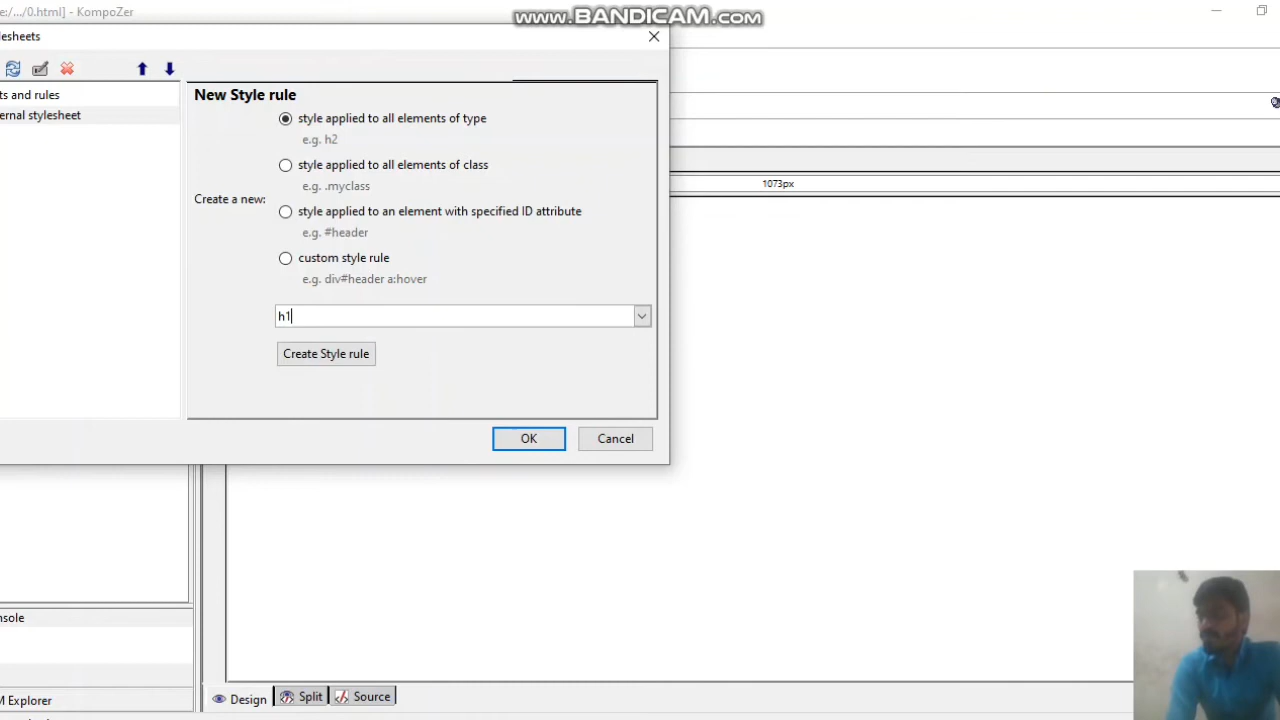 e:/.../0.html] - KompoZer
www.BANDICAM.com
lesheets
ts and rules
ernal stylesheet
New Style rule
style applied to all elements of type
e.g. h2
style applied to all elements of class
e.g. .myclass
Create a new:
style applied to an element with specified ID attribute
e.g. #header
custom style rule
e.g. div#header a:hover
h1
Create Style rule
OK
Cancel
1073px
nsole
M Explorer
Design
Split
Source